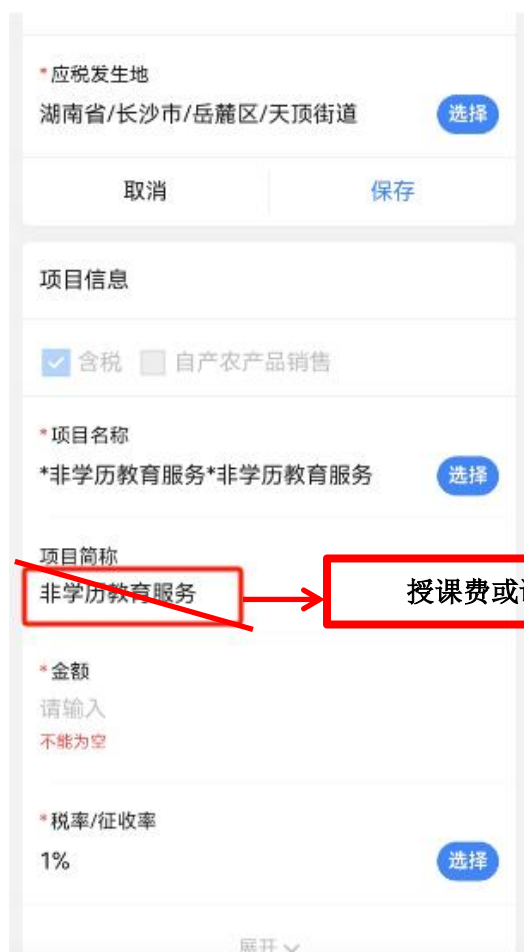 *应税发生地
湖南省/长沙市/岳麓区/天顶街道 选择
取消 保存
项目信息
含税 自产农产品销售
*项目名称
*非学历教育服务*非学历教育服务 选择
项目简称
非学历教育服务
授课费或
*金额
请输入
不能为空
*税率/征收率
1% 选择
展开